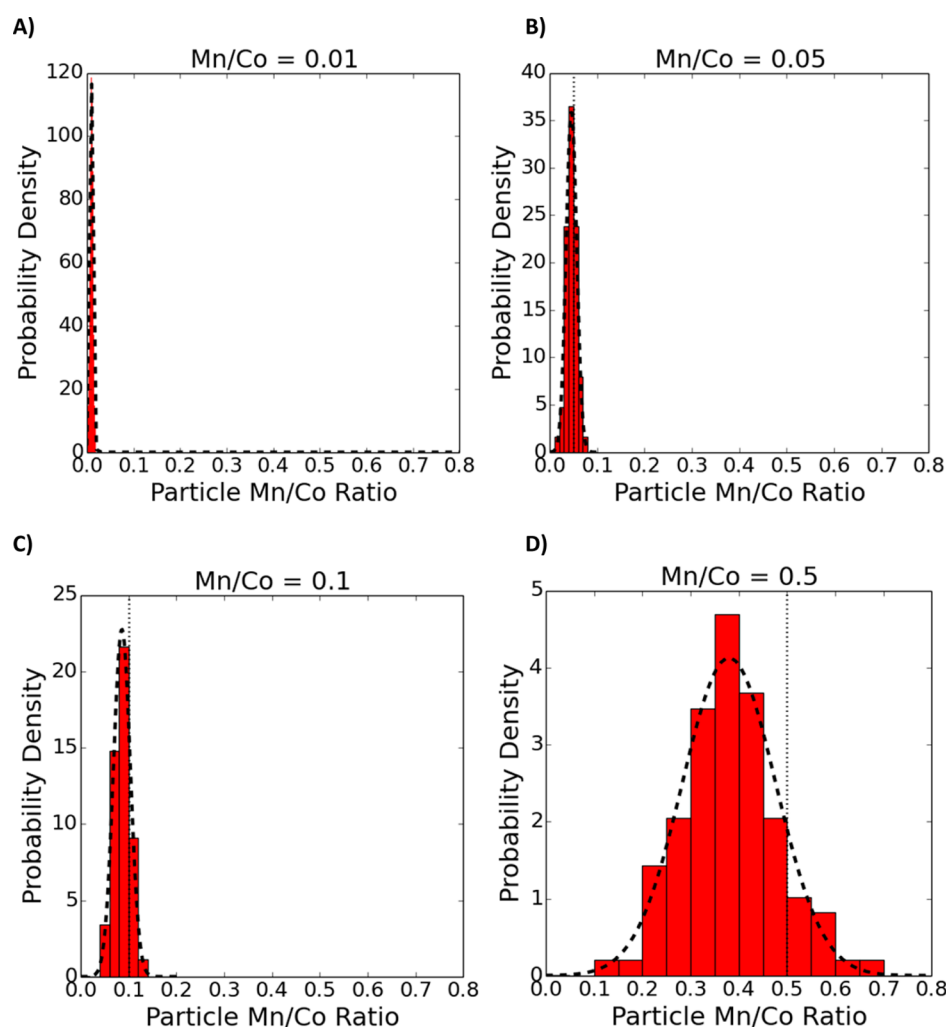 A)
Mn/Co = 0.01
120
100
80
60
40
20
0
0.0 0.1 0.2 0.3 0.4 0.5 0.6 0.7 0.8
Probability Density
Particle Mn/Co Ratio
B)
Mn/Co = 0.05
40
35
30
25
20
15
10
5
0
0.0 0.1 0.2 0.3 0.4 0.5 0.6 0.7 0.8
Probability Density
Particle Mn/Co Ratio
C)
Mn/Co = 0.1
25
20
15
10
5
0
0.0 0.1 0.2 0.3 0.4 0.5 0.6 0.7 0.8
Probability Density
Particle Mn/Co Ratio
D)
Mn/Co = 0.5
5
4
3
2
1
0
0.0 0.1 0.2 0.3 0.4 0.5 0.6 0.7 0.8
Probability Density
Particle Mn/Co Ratio